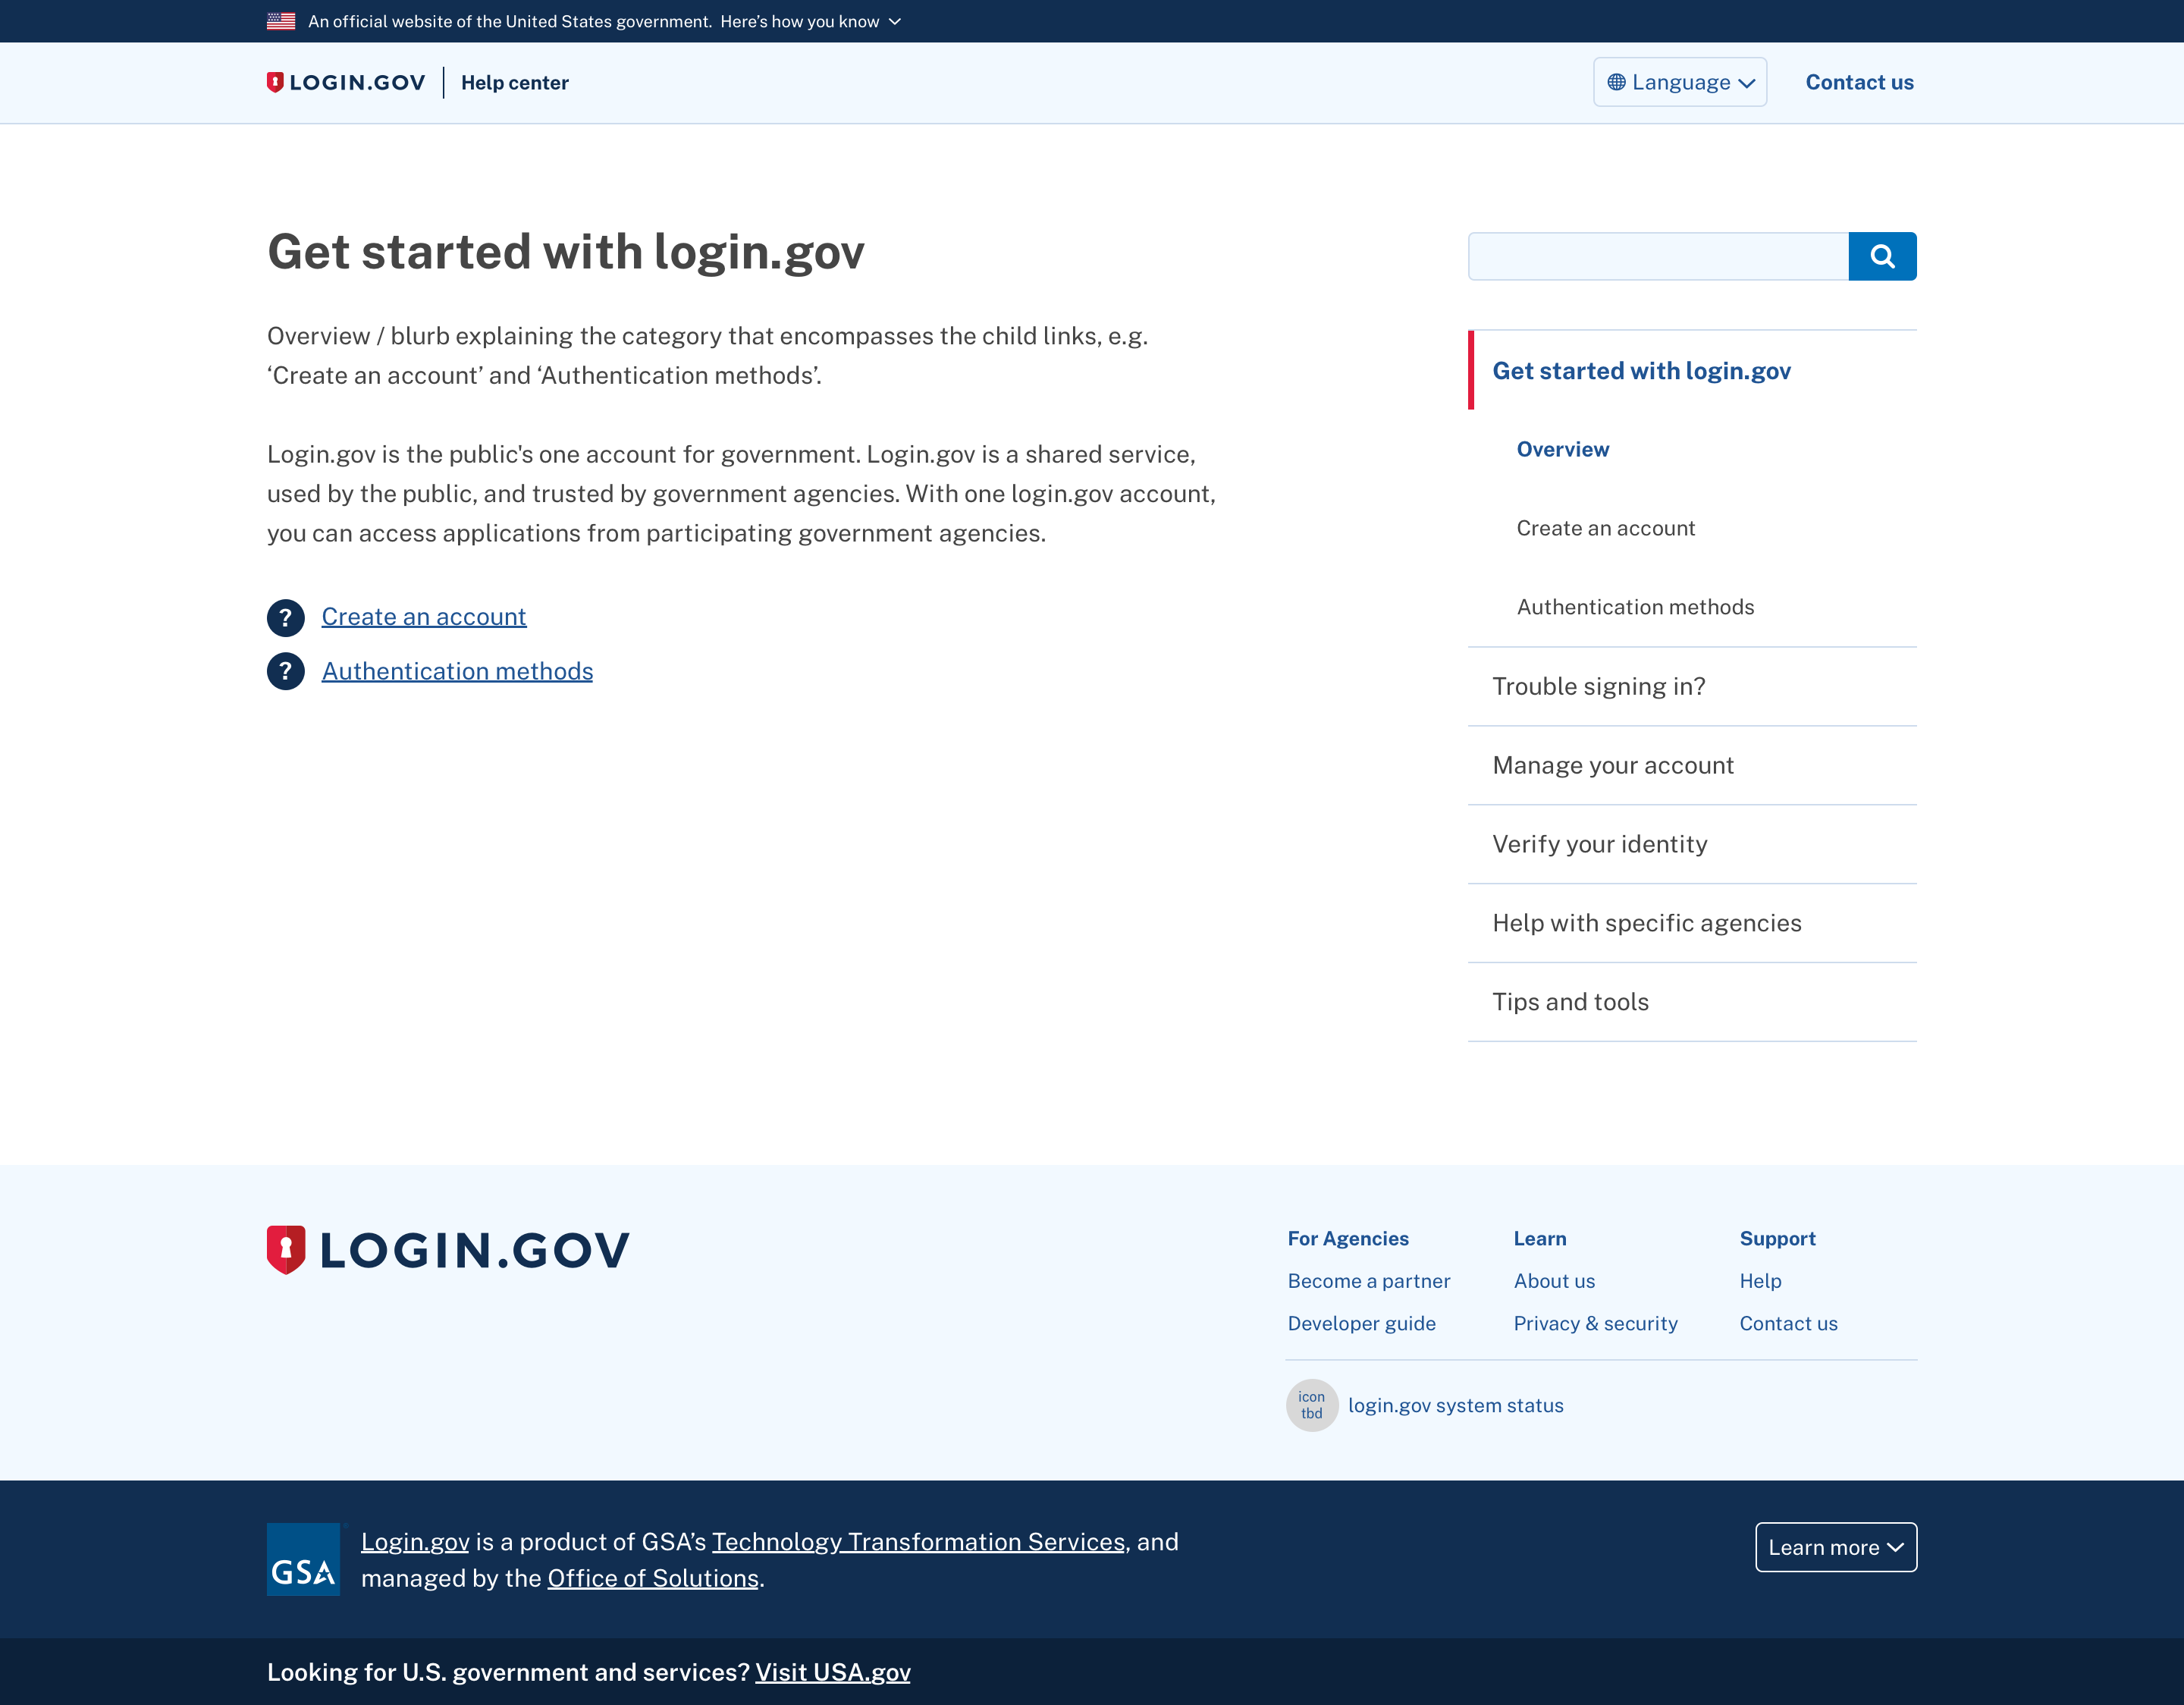 An official website of the United States government. Here’s how you know
LOGIN.GOV
Help center
Language
Contact us
Get started with login.gov
Overview / blurb explaining the category that encompasses the child links, e.g.
‘Create an account’ and ‘Authentication methods’.
Login.gov is the public's one account for government. Login.gov is a shared service,
used by the public, and trusted by government agencies. With one login.gov account,
you can access applications from participating government agencies.
? Create an account
? Authentication methods
Get started with login.gov
Overview
Create an account
Authentication methods
Trouble signing in?
Manage your account
Verify your identity
Help with specific agencies
Tips and tools
LOGIN.GOV
For Agencies
Become a partner
Developer guide
Learn
About us
Privacy & security
Support
Help
Contact us
icon
tbd
login.gov system status
GSA
Login.gov is a product of GSA’s Technology Transformation Services, and
managed by the Office of Solutions.
Learn more
Looking for U.S. government and services? Visit USA.gov